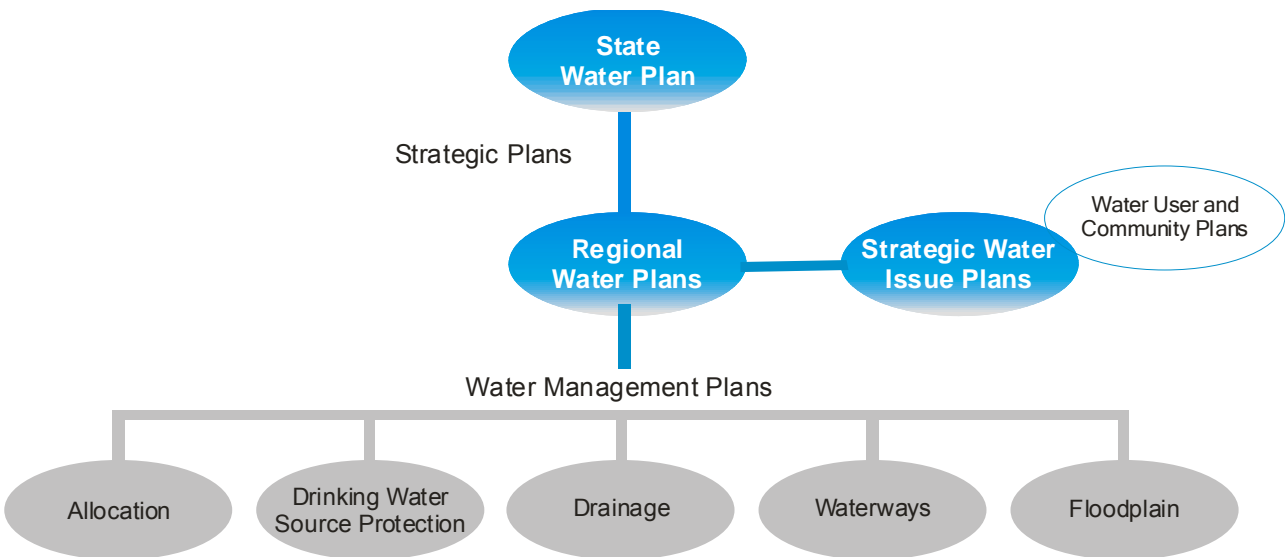 State
Water Plan
Strategic Plans
Water User and
Community Plans
Regional
Water Plans
Strategic Water
Issue Plans
Water Management Plans
Allocation
Drinking Water
Source Protection
Drainage
Waterways
Floodplain